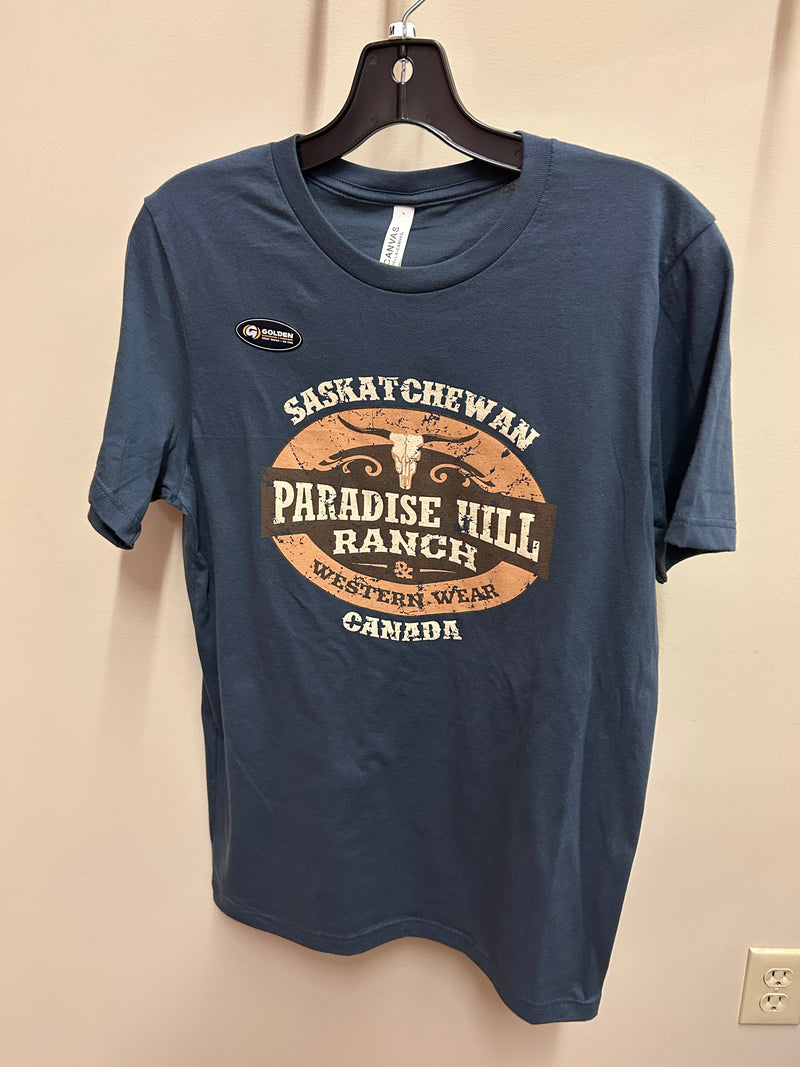 CANVAS
GOLDEN
SASKATCHEWAN
PARADISE HILL
RANCH
&
WESTERN WEAR
CANADA